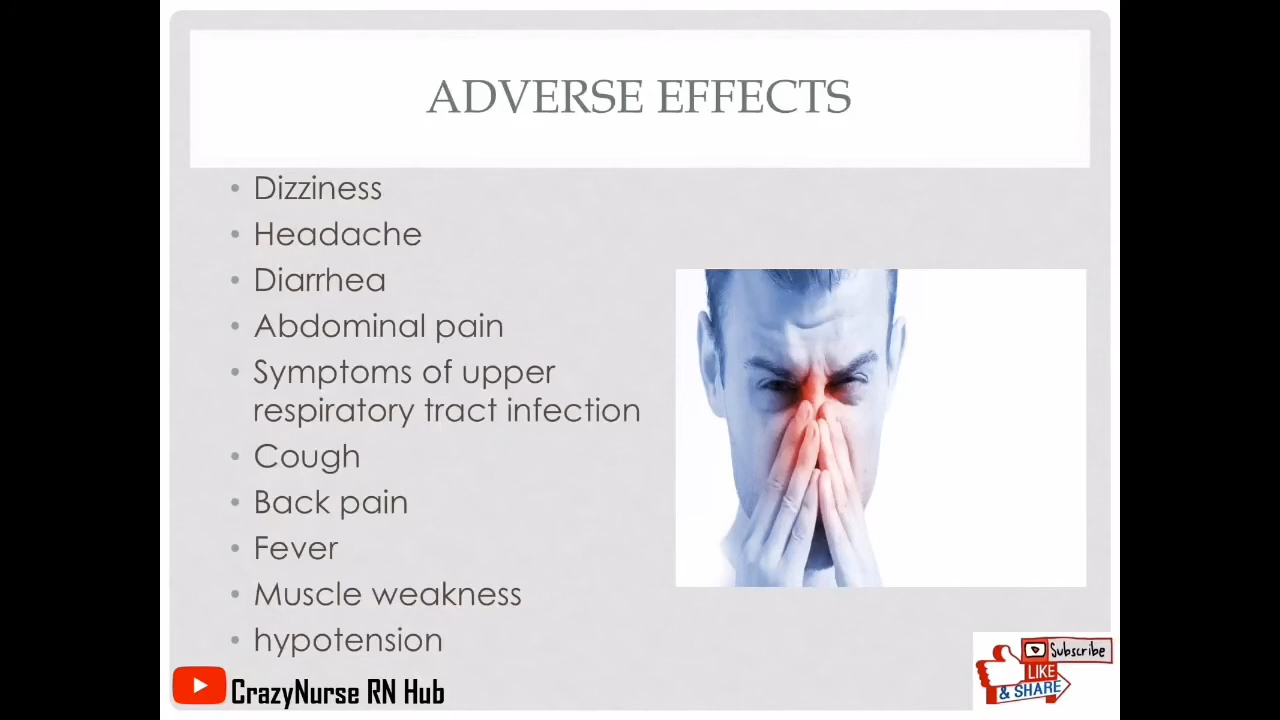 ADVERSE EFFECTS
• Dizziness
• Headache
• Diarrhea
• Abdominal pain
• Symptoms of upper
respiratory tract infection
• Cough
• Back pain
• Fever
• Muscle weakness
• hypotension
CrazyNurse RN Hub
Subscribe
LIKE
& SHARE